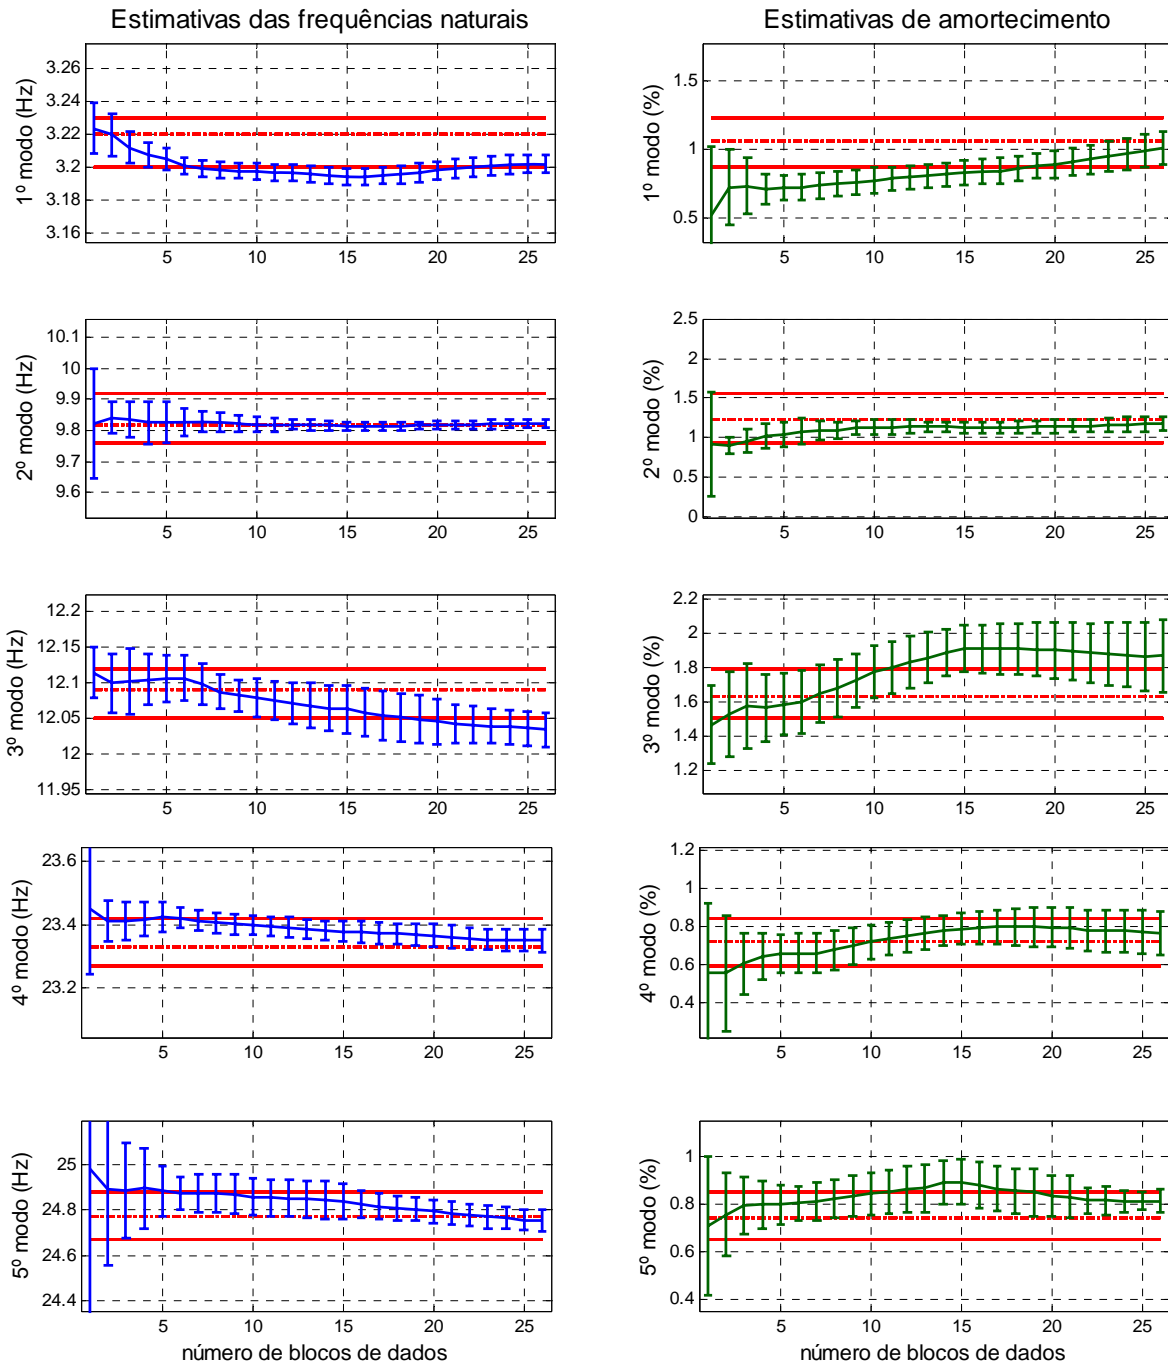 Estimativas das frequências naturais
Estimativas de amortecimento
1º modo (Hz)
3.26
3.24
3.22
3.2
3.18
3.16
5 10 15 20 25
1º modo (%)
1.5
1
0.5
5 10 15 20 25
2º modo (Hz)
10.1
10
9.9
9.8
9.7
9.6
5 10 15 20 25
2º modo (%)
2.5
2
1.5
1
0.5
0
5 10 15 20 25
3º modo (Hz)
12.2
12.15
12.1
12.05
12
11.95
5 10 15 20 25
3º modo (%)
2.2
2
1.8
1.6
1.4
1.2
5 10 15 20 25
4º modo (Hz)
23.6
23.4
23.2
5 10 15 20 25
4º modo (%)
1.2
1
0.8
0.6
0.4
5 10 15 20 25
5º modo (Hz)
25
24.8
24.6
24.4
5 10 15 20 25
número de blocos de dados
5º modo (%)
1
0.8
0.6
0.4
5 10 15 20 25
número de blocos de dados